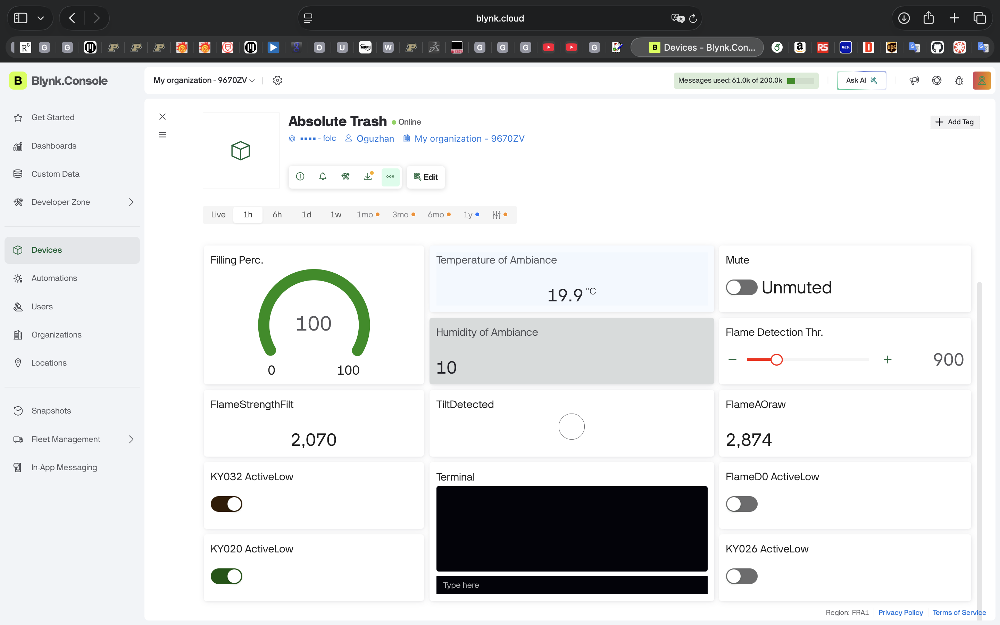 blynk.cloud
Devices - Blynk.Con...
B Blynk.Console
My organization - 9670ZV
Messages used: 61.0k of 200.0k
Ask AI
Get Started
Dashboards
Custom Data
Developer Zone
Devices
Automations
Users
Organizations
Locations
Snapshots
Fleet Management
In-App Messaging
Absolute Trash
Online
- folc
Oguzhan
My organization - 9670ZV
Add Tag
Edit
Live
1h
6h
1d
1w
1mo
3mo
6mo
1y
Filling Perc.
100
0
100
Temperature of Ambiance
19.9 °C
Mute
Unmuted
Humidity of Ambiance
10
Flame Detection Thr.
900
FlameStrengthFilt
2,070
TiltDetected
FlameAOraw
2,874
KY032 ActiveLow
Terminal
Type here
FlameD0 ActiveLow
KY020 ActiveLow
KY026 ActiveLow
Region: FRA1
Privacy Policy
Terms of Service